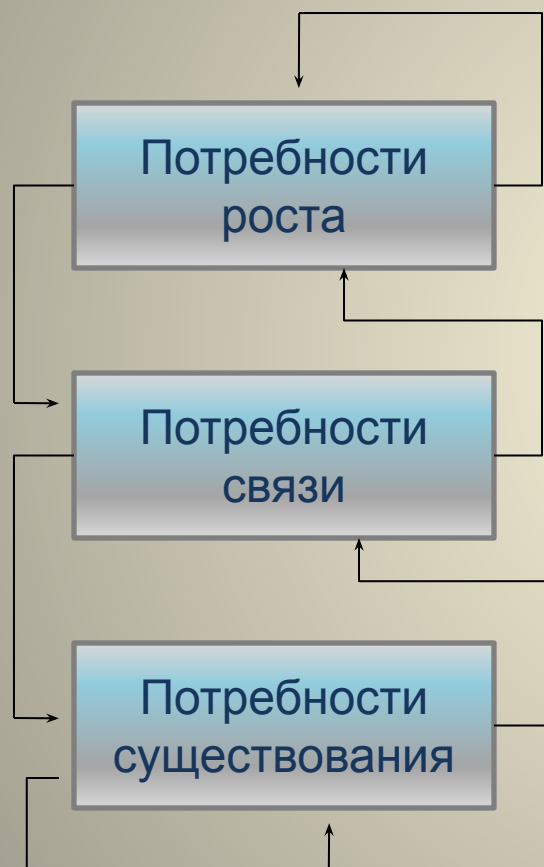 Потребности
роста
Потребности
связи
Потребности
существования